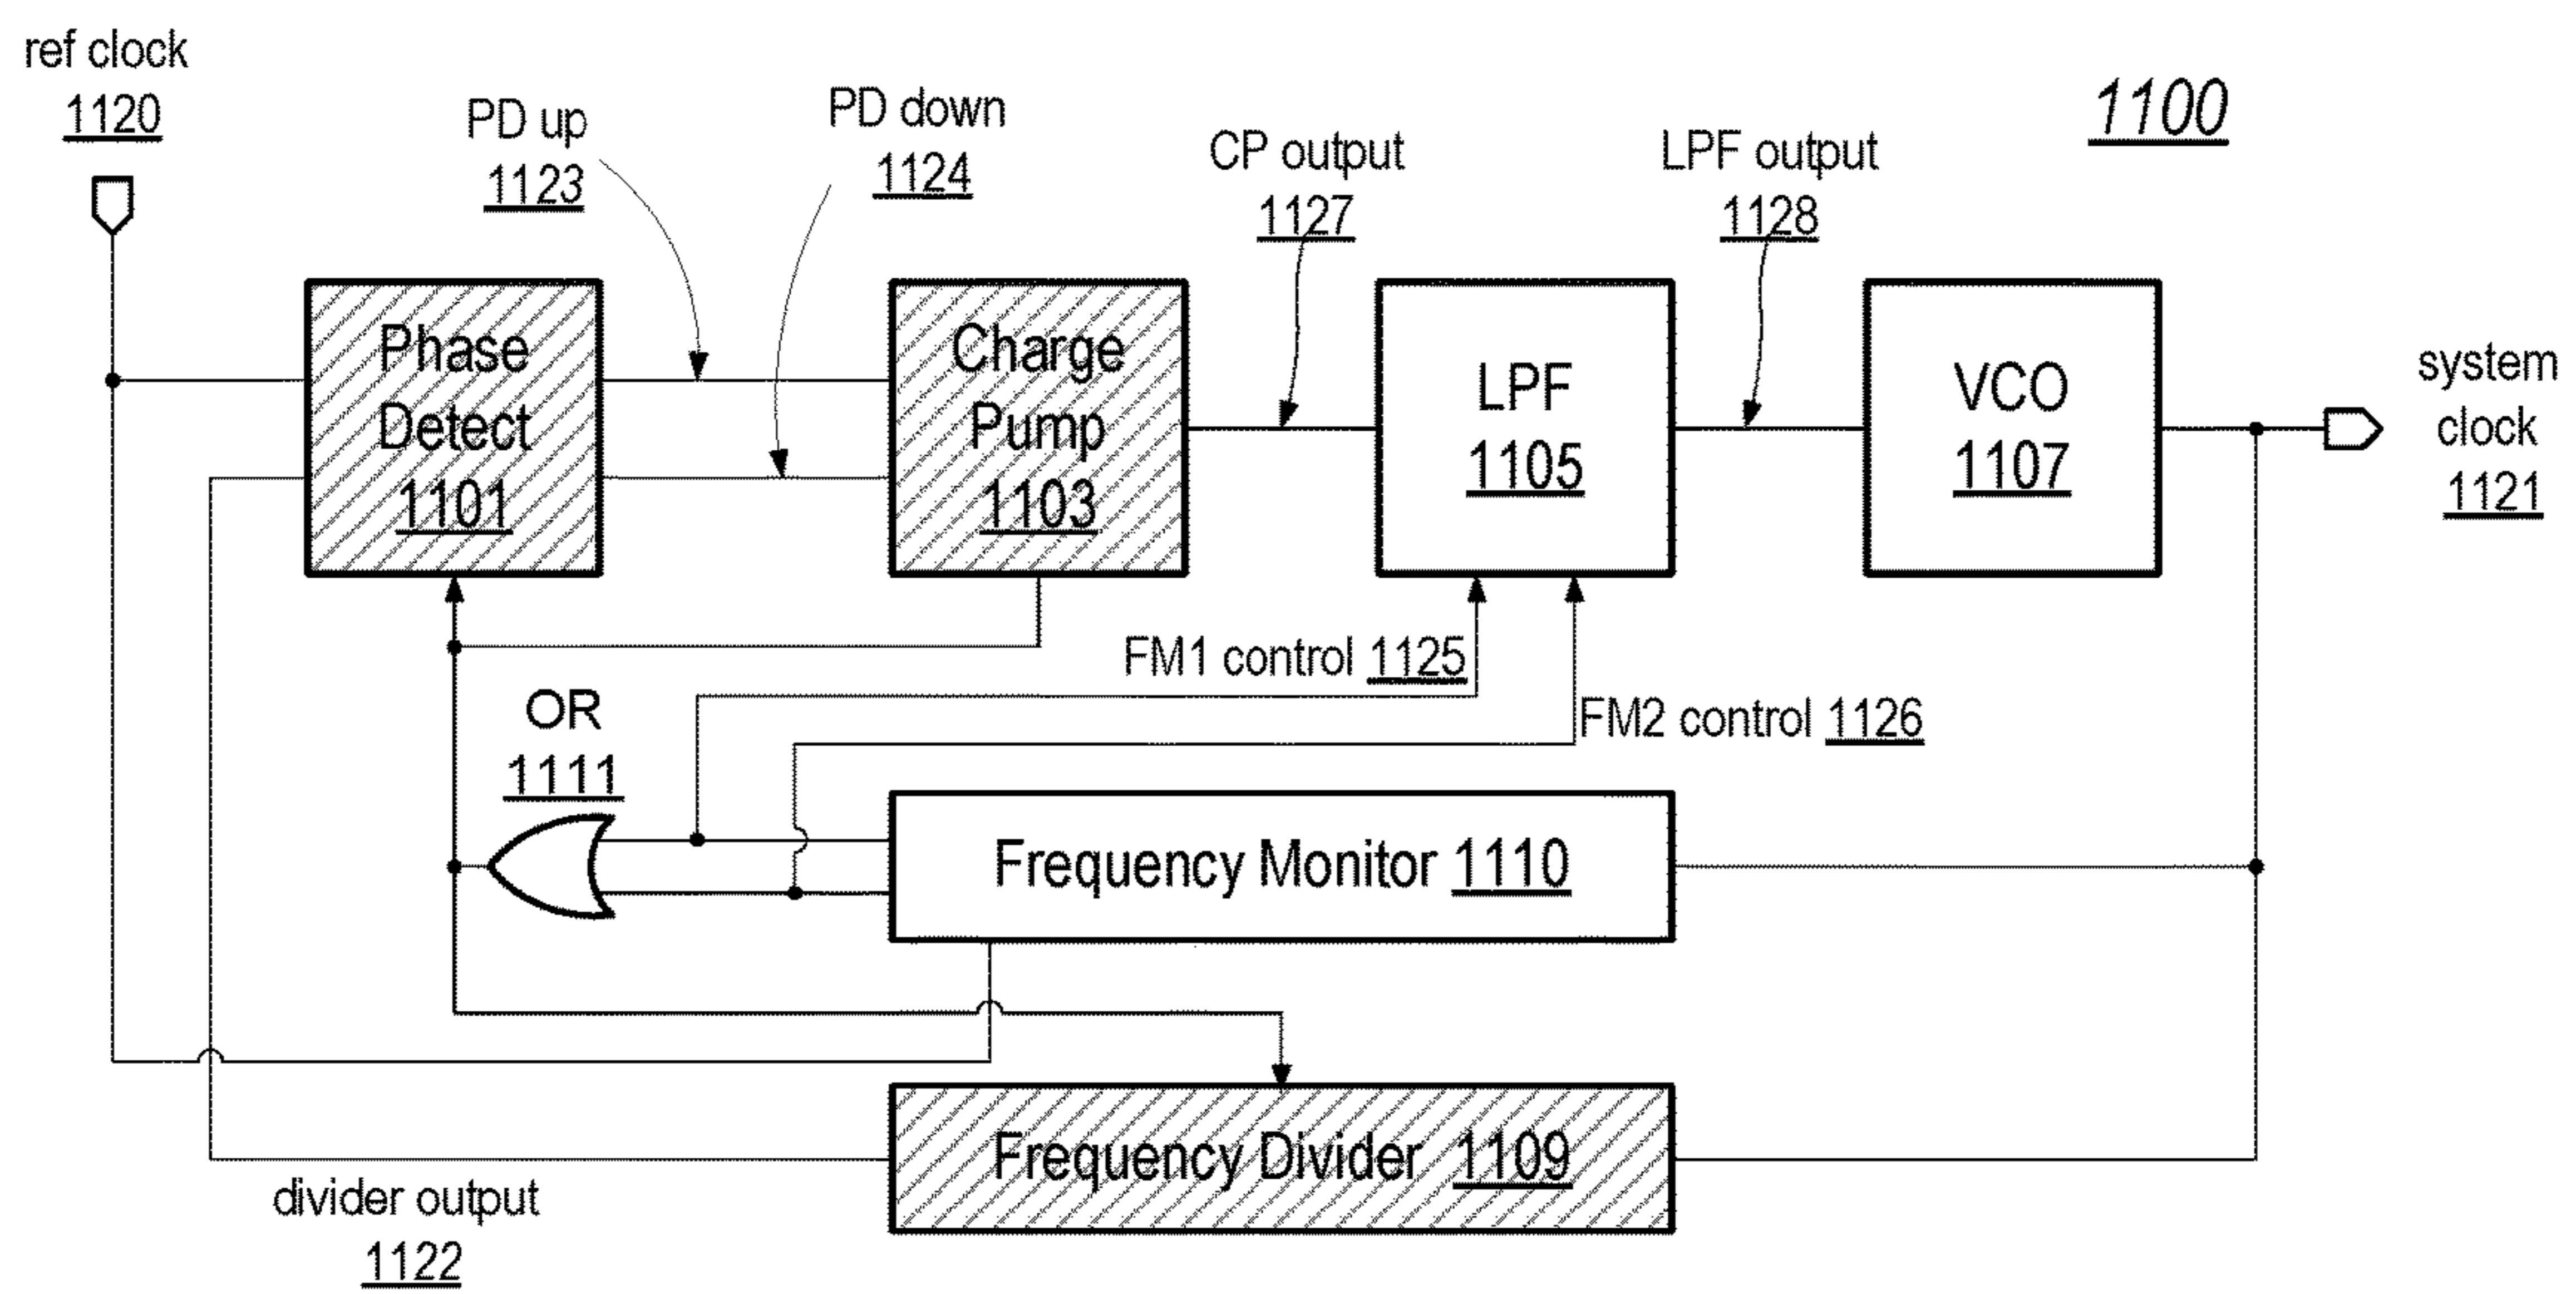 ref clock
1120
PD up
1123
PD down
1124
CP output
1127
LPF output
1128
1100
Phase
Detect
1101
Charge
Pump
1103
LPF
1105
VCO
1107
system
clock
1121
FM1 control 1125
FM2 control 1126
OR
1111
Frequency Monitor 1110
Frequency Divider 1109
divider output
1122